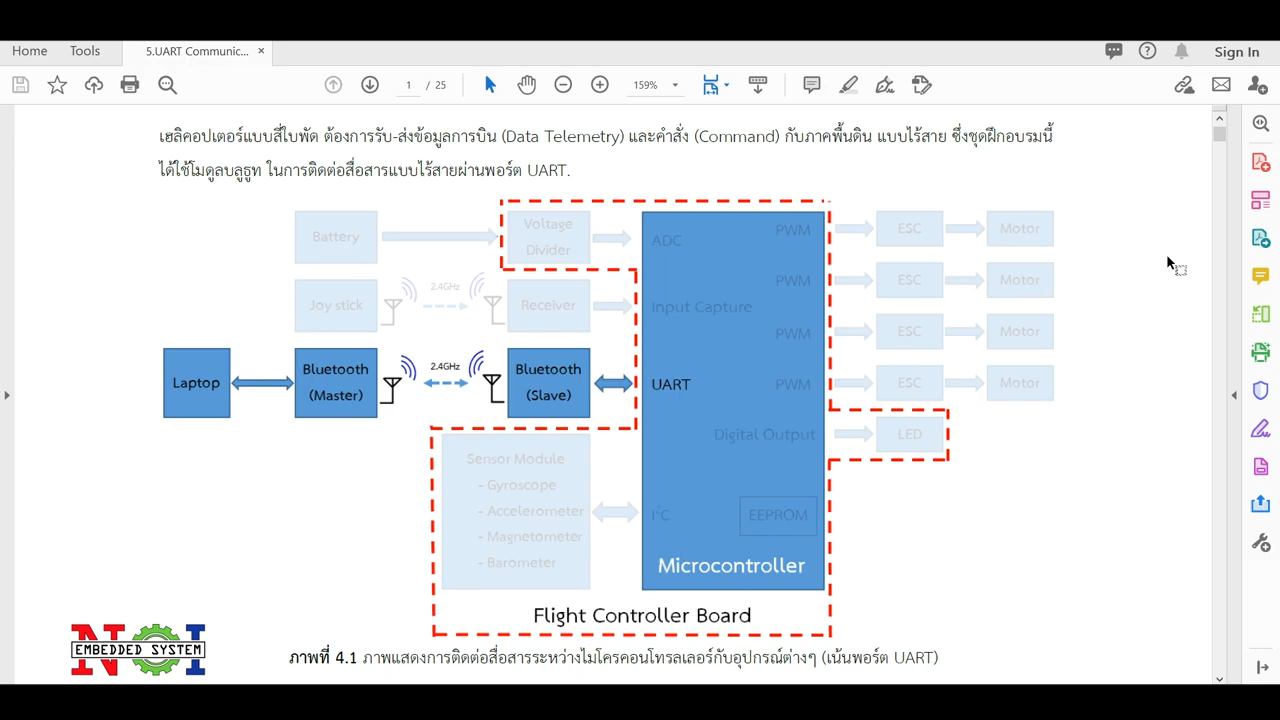 Home Tools 5.UART Communic... × Sign In
1 / 25 159%
เฮลิคอปเตอร์แบบสี่ใบพัด ต้องการรับ-ส่งข้อมูลการบิน (Data Telemetry) และคำสั่ง (Command) กับภาคพื้นดิน แบบไร้สาย ซึ่งชุดฝึกอบรมนี้
ได้ใช้โมดูลบลูธูท ในการติดต่อสื่อสารแบบไร้สายผ่านพอร์ต UART.
Battery
Voltage
Divider
ADC
PWM
ESC
Motor
Joy stick
2.4GHz
Receiver
Input Capture
PWM
ESC
Motor
PWM
ESC
Motor
Laptop
Bluetooth
(Master)
2.4GHz
Bluetooth
(Slave)
UART
PWM
ESC
Motor
Digital Output
LED
Sensor Module
- Gyroscope
- Accelerometer
- Magnetometer
- Barometer
I²C
EEPROM
Microcontroller
Flight Controller Board
N I
EMBEDDED SYSTEM
ภาพที่ 4.1 ภาพแสดงการติดต่อสื่อสารระหว่างไมโครคอนโทรลเลอร์กับอุปกรณ์ต่างๆ (เน้นพอร์ต UART)